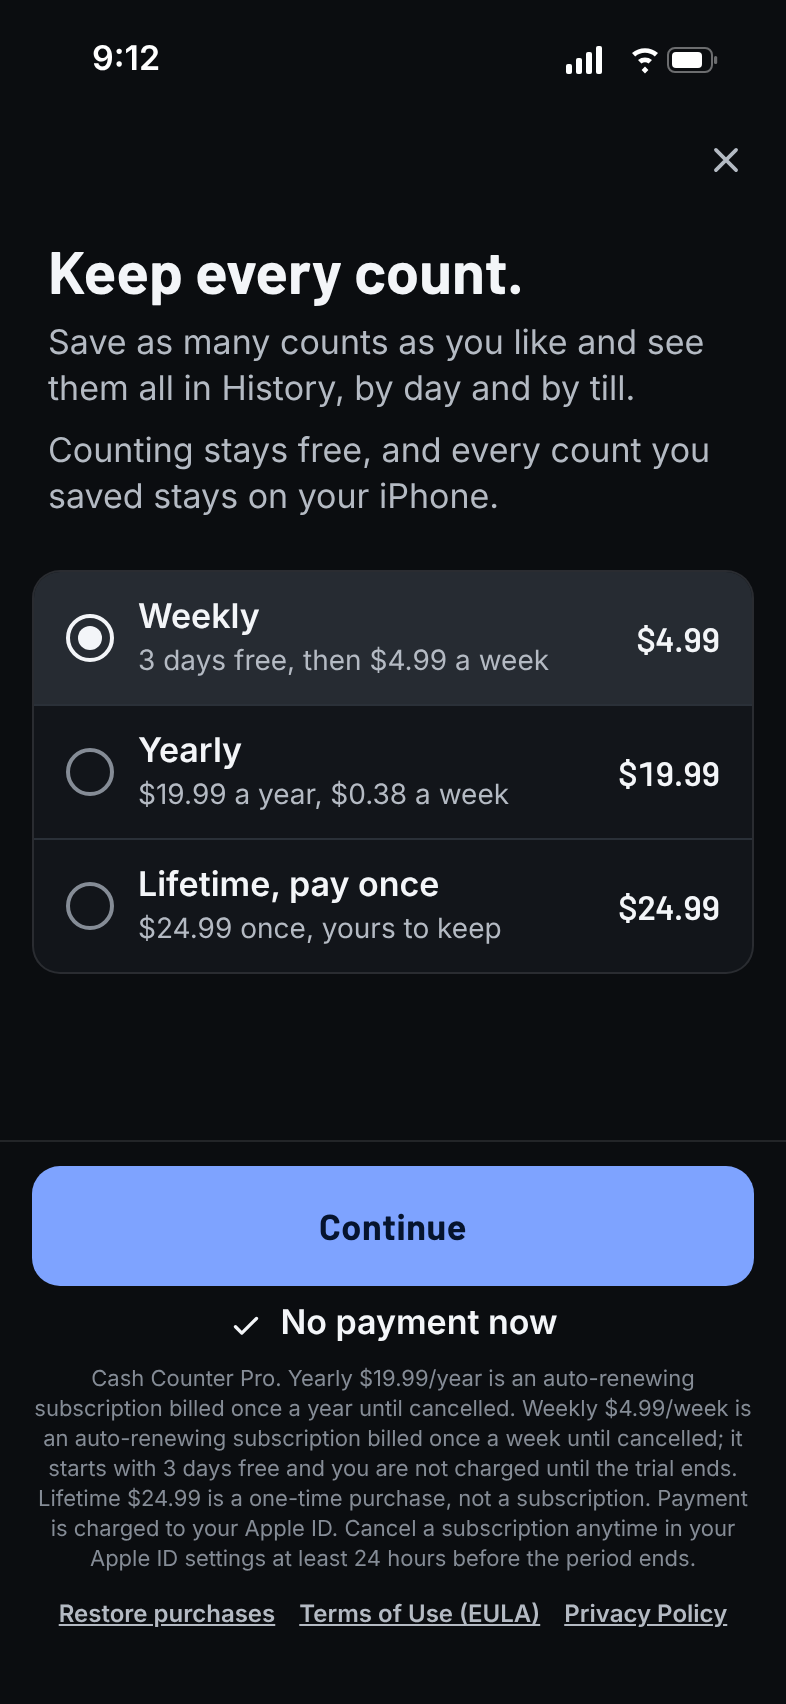 9:12
Keep every count.
Save as many counts as you like and see
them all in History, by day and by till.
Counting stays free, and every count you
saved stays on your iPhone.
Weekly
3 days free, then $4.99 a week
$4.99
Yearly
$19.99 a year, $0.38 a week
$19.99
Lifetime, pay once
$24.99 once, yours to keep
$24.99
Continue
No payment now
Cash Counter Pro. Yearly $19.99/year is an auto-renewing
subscription billed once a year until cancelled. Weekly $4.99/week is
an auto-renewing subscription billed once a week until cancelled; it
starts with 3 days free and you are not charged until the trial ends.
Lifetime $24.99 is a one-time purchase, not a subscription. Payment
is charged to your Apple ID. Cancel a subscription anytime in your
Apple ID settings at least 24 hours before the period ends.
Restore purchases Terms of Use (EULA) Privacy Policy